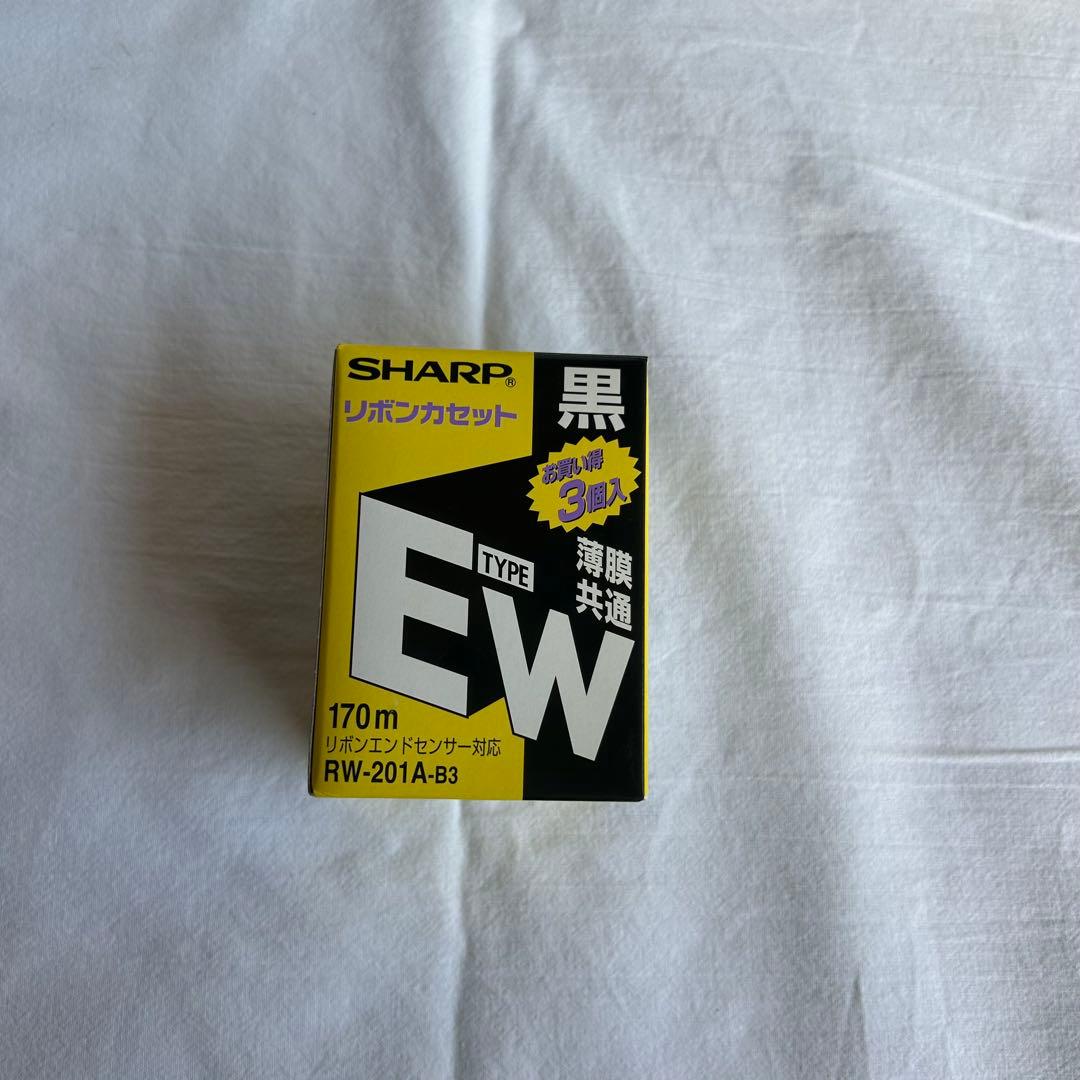 SHARP®
リボンカセット
黒
お買い得
3個入
E TYPE W
薄膜
共通
170m
リボンエンドセンサー対応
RW-201A-B3